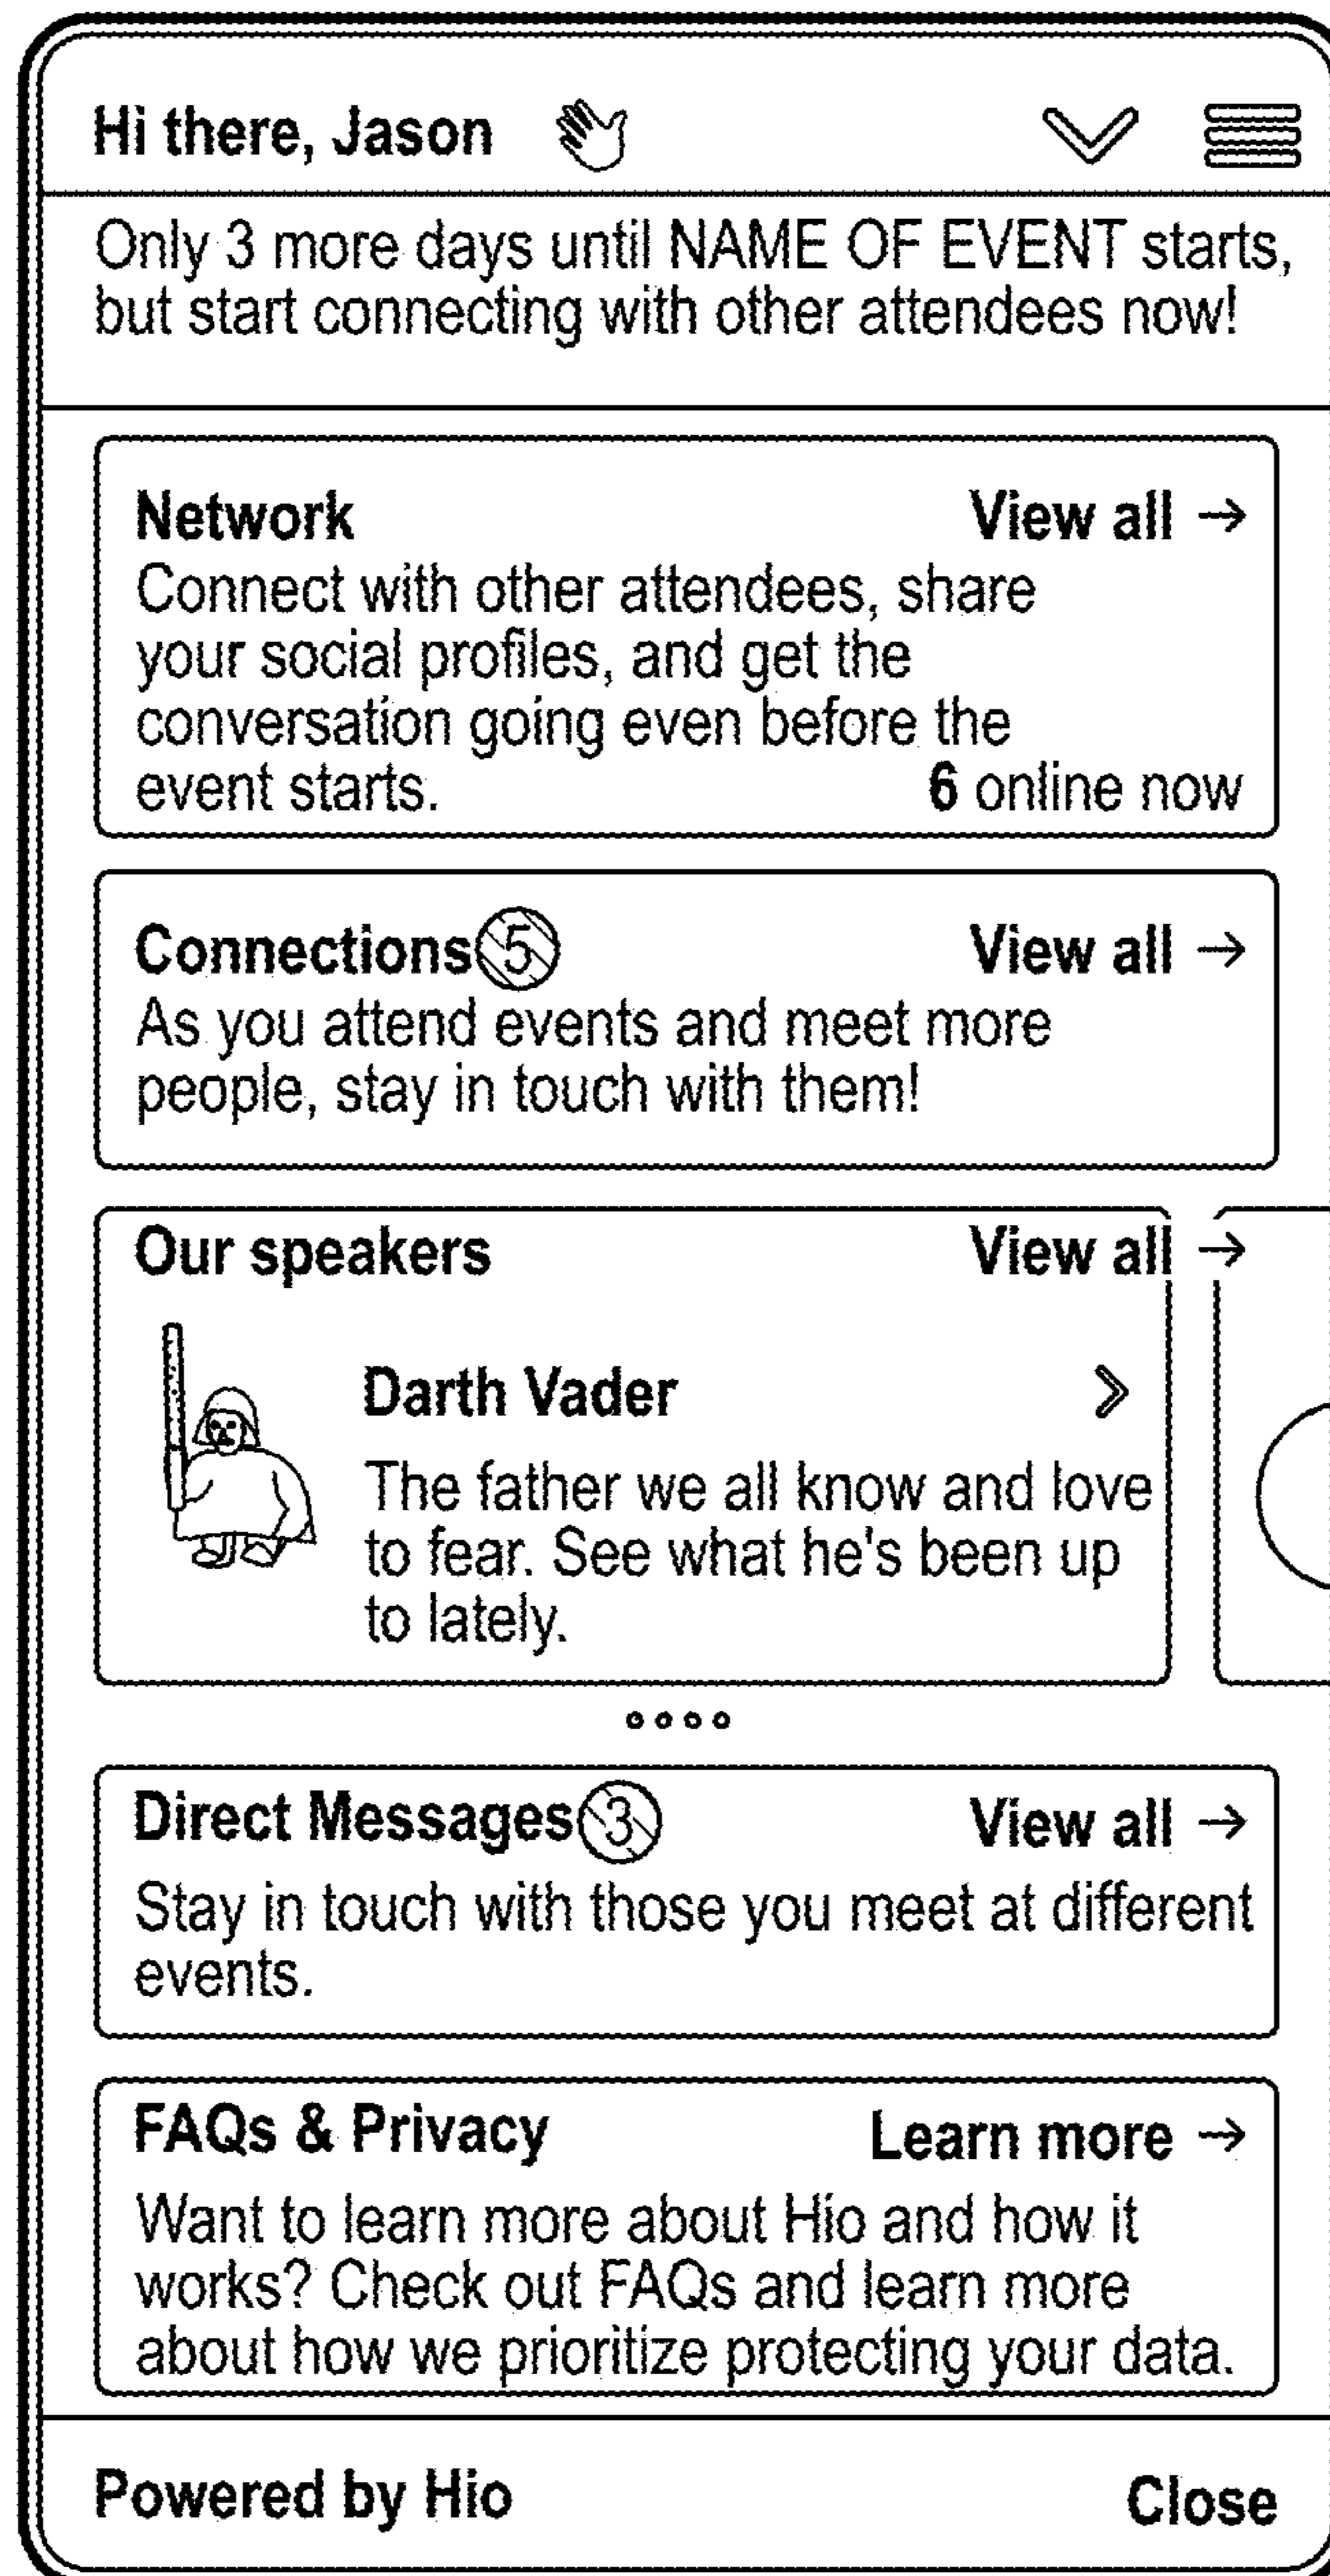 Hi there, Jason
Only 3 more days until NAME OF EVENT starts,
but start connecting with other attendees now!
Network View all →
Connect with other attendees, share
your social profiles, and get the
conversation going even before the
event starts. 6 online now
Connections 5 View all →
As you attend events and meet more
people, stay in touch with them!
Our speakers View all →
Darth Vader
The father we all know and love
to fear. See what he's been up
to lately.
Direct Messages 3 View all →
Stay in touch with those you meet at different
events.
FAQs & Privacy Learn more →
Want to learn more about Hio and how it
works? Check out FAQs and learn more
about how we prioritize protecting your data.
Powered by Hio Close